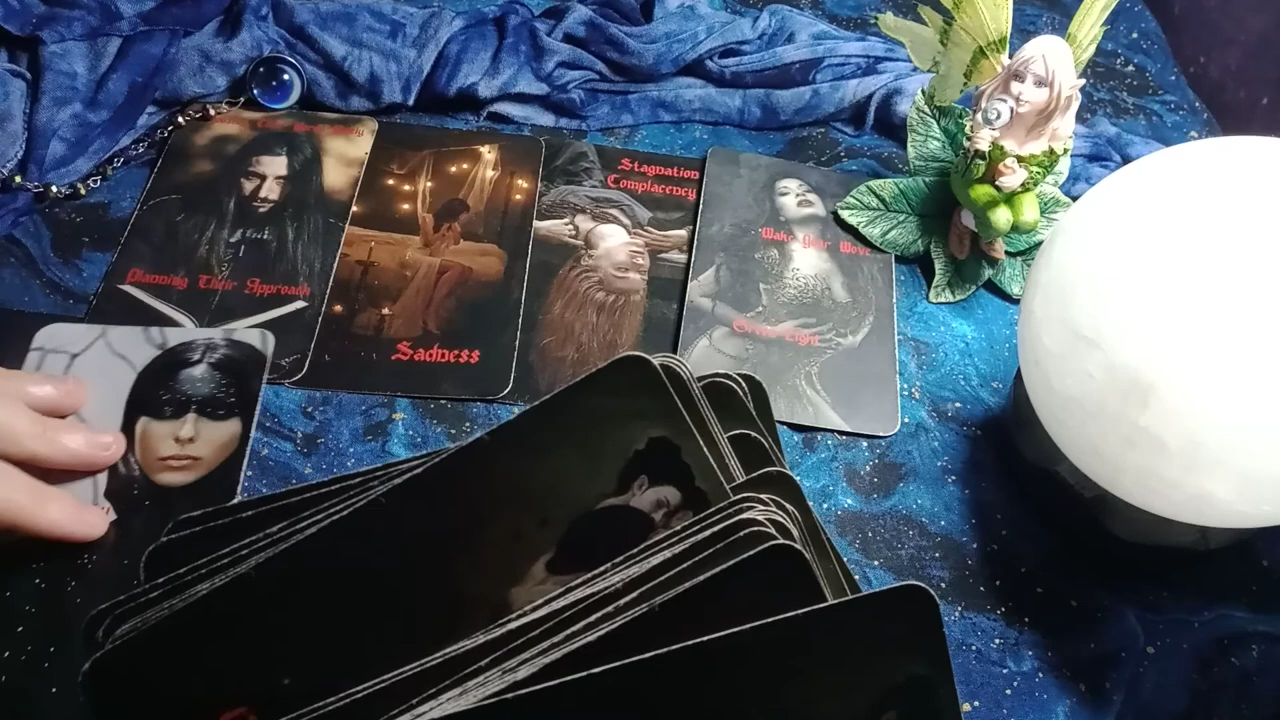 Planning Their Approach
Sadness
Stagnation
Complacency
Make Your Move
Green Light